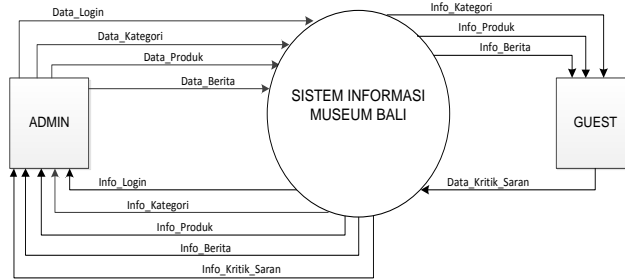 Data_Login
Info_Kategori
Data_Kategori
Info_Produk
Data_Produk
Info_Berita
Data_Berita
SISTEM INFORMASI
MUSEUM BALI
ADMIN
GUEST
Info_Login
Data_Kritik_Saran
Info_Kategori
Info_Produk
Info_Berita
Info_Kritik_Saran